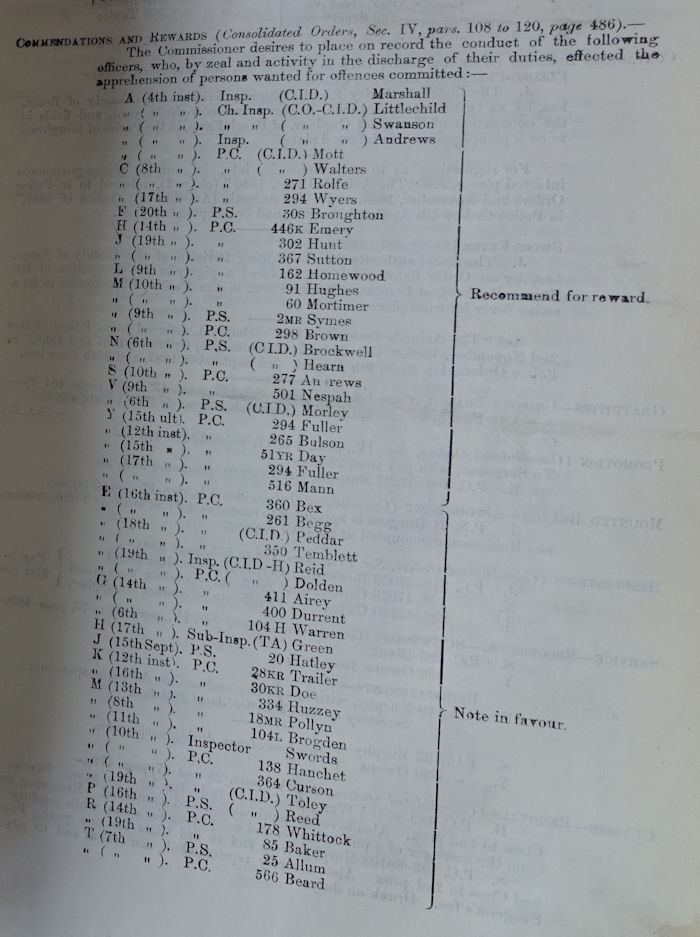 COMMENDATIONS AND REWARDS (Consolidated Orders, Sec. IV, pars. 108 to 120, page 486).—
The Commissioner desires to place on record the conduct of the following
officers, who, by zeal and activity in the discharge of their duties, effected the
apprehension of persons wanted for offences committed:—
A (4th inst). Insp. (C.I.D.) Marshall
" ( " " ). Ch. Insp. (C.O.-C.I.D.) Littlechild
" ( " " ). " " ( " " ) Swanson
" ( " " ). Insp. ( " " ) Andrews
" ( " " ). P.C. (C.I.D.) Mott
C (8th " ). " ( " ) Walters
" ( " " ). " 271 Rolfe
" (17th " ). " 294 Wyers
F (20th " ). P.S. 30S Broughton
H (14th " ). P.C. 446K Emery
J (19th " ). " 302 Hunt
" ( " " ). " 367 Sutton
L (9th " ). " 162 Homewood
M (10th " ). " 91 Hughes
" ( " " ). " 60 Mortimer
" (9th " ). P.S. 2MR Symes
" ( " " ). P.C. 298 Brown
N (6th " ). P.S. (C I.D.) Brockwell
" ( " " ). " ( " ) Hearn
S (10th " ). P.C. 277 An rews
V (9th " ). " 501 Nespah
" (6th " ). P.S. (C.I.D.) Morley
Y (15th ult). P.C. 294 Fuller
" (12th inst). " 265 Bulson
" (15th " ). " 51YR Day
" (17th " ). " 294 Fuller
" 516 Mann
Recommend for reward.
E (16th inst). P.C. 360 Bex
" ( " " ). " 261 Begg
" (18th " ). " (C.I.D.) Peddar
" ( " " ). " 350 Temblett
" (19th " ). Insp. (C.I.D-H) Reid
" ( " " ). P.C. ( " ) Dolden
G (14th " ). " 411 Airey
" ( " " ). " 400 Durrent
" (6th " ). " 104 H Warren
H (17th " ). Sub-Insp. (TA) Green
J (15th Sept). P.S. 20 Hatley
K (12th inst). P.C. 28KR Trailer
" (16th " ). " 30KR Doe
M (13th " ). " 334 Huzzey
" (8th " ). " 18MR Pollyn
" (11th " ). " 104L Brogden
" (10th " ). Inspector Swords
" ( " " ). P.C. 138 Hanchet
" ( " " ). " 364 Curson
" (19th " ). " (C.I.D.) Toley
P (16th " ). P.S. ( " ) Reed
R (14th " ). P.C. 178 Whittock
" (19th " ). " 85 Baker
T (7th " ). P.S. 25 Allum
" ( " " ). P.C. 566 Beard
Note in favour.